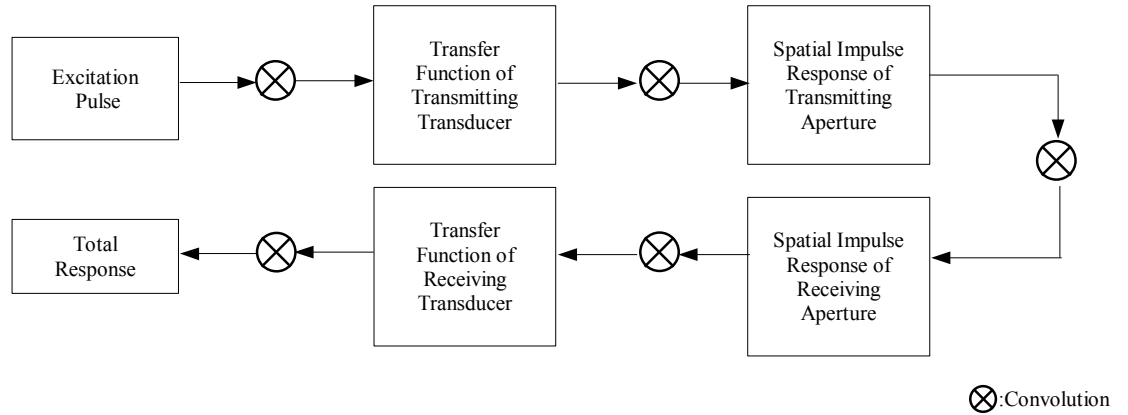 Excitation
Pulse
Transfer
Function of
Transmitting
Transducer
Spatial Impulse
Response of
Transmitting
Aperture
Total
Response
Transfer
Function of
Receiving
Transducer
Spatial Impulse
Response of
Receiving
Aperture
:Convolution